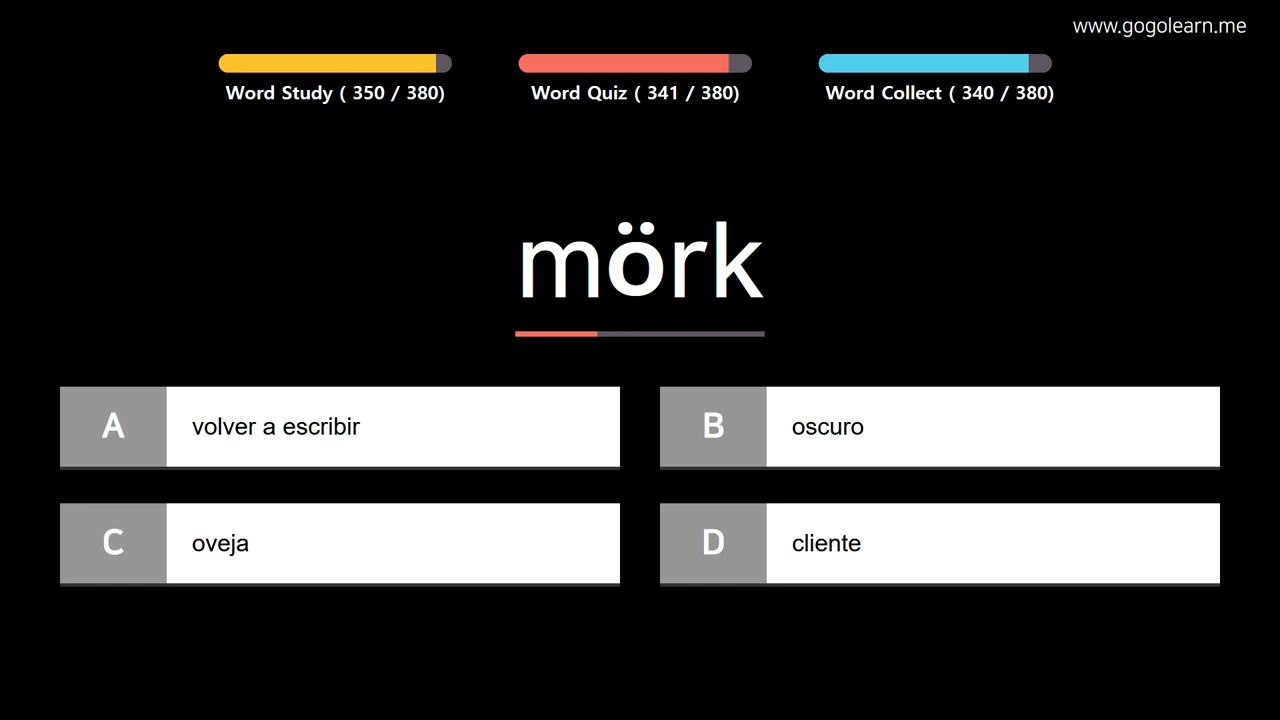 www.gogolearn.me
Word Study ( 350 / 380)
Word Quiz ( 341 / 380)
Word Collect ( 340 / 380)
mörk
A volver a escribir
B oscuro
C oveja
D cliente